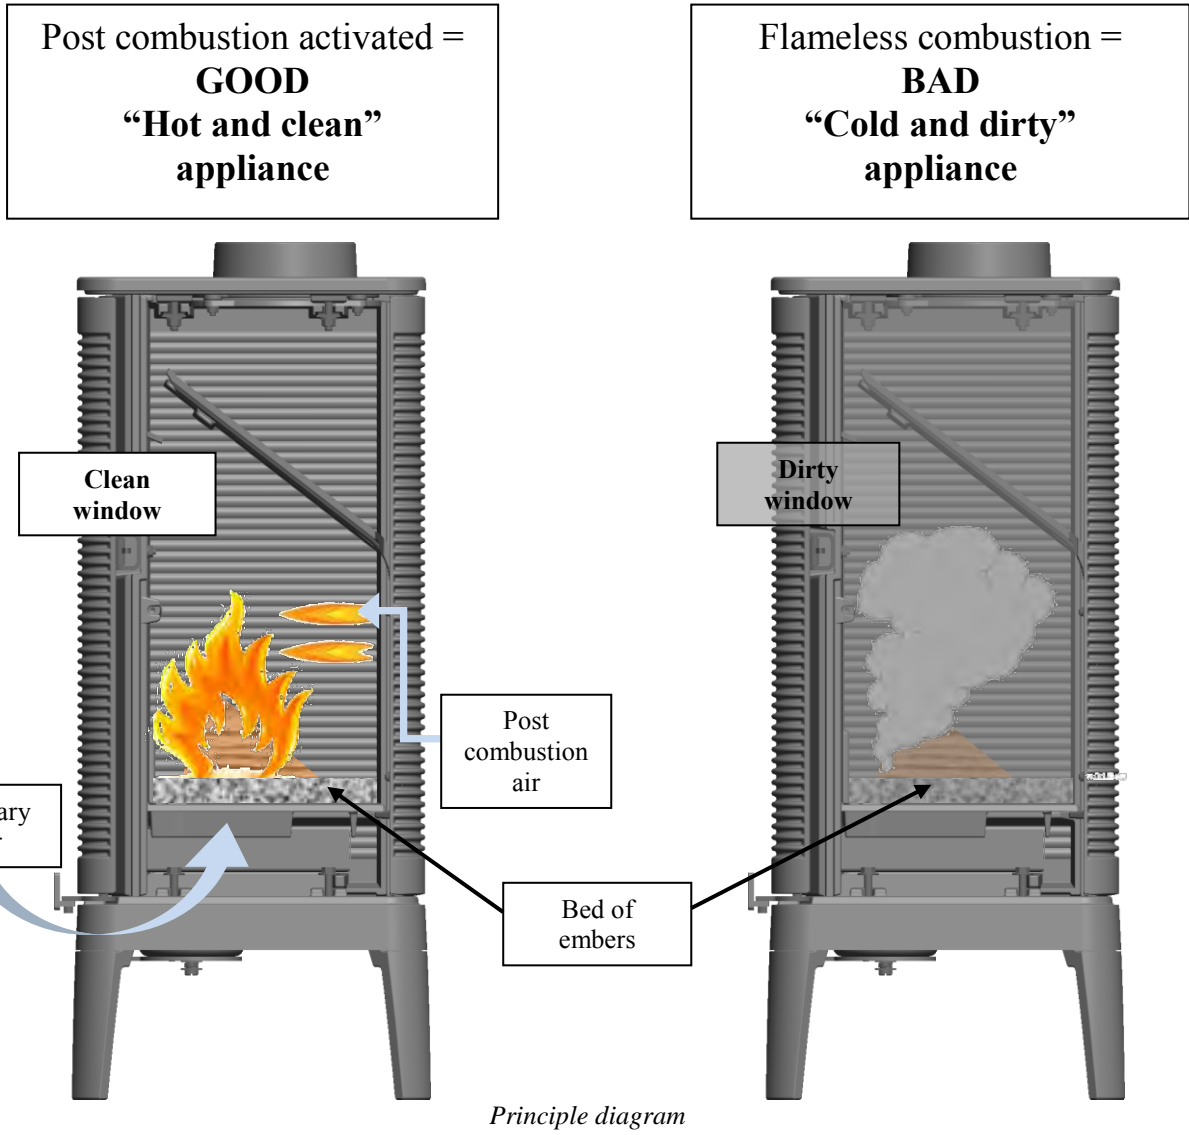 Post combustion activated =
GOOD
“Hot and clean”
appliance
Flameless combustion =
BAD
“Cold and dirty”
appliance
Clean
window
Dirty
window
Post
combustion
air
ary
Bed of
embers
Principle diagram